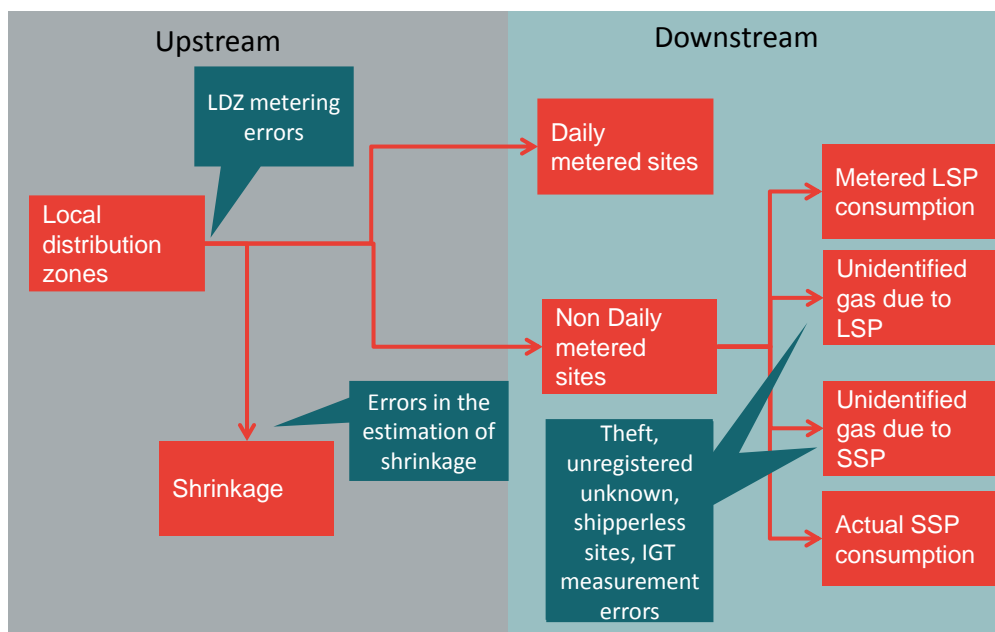 Upstream
Downstream
LDZ metering
errors
Daily
metered sites
Metered LSP
consumption
Local
distribution
zones
Unidentified
gas due to
LSP
Non Daily
metered
sites
Errors in the
estimation of
shrinkage
Unidentified
gas due to
SSP
Theft,
unregistered
unknown,
shipperless
sites, IGT
measurement
errors
Shrinkage
Actual SSP
consumption